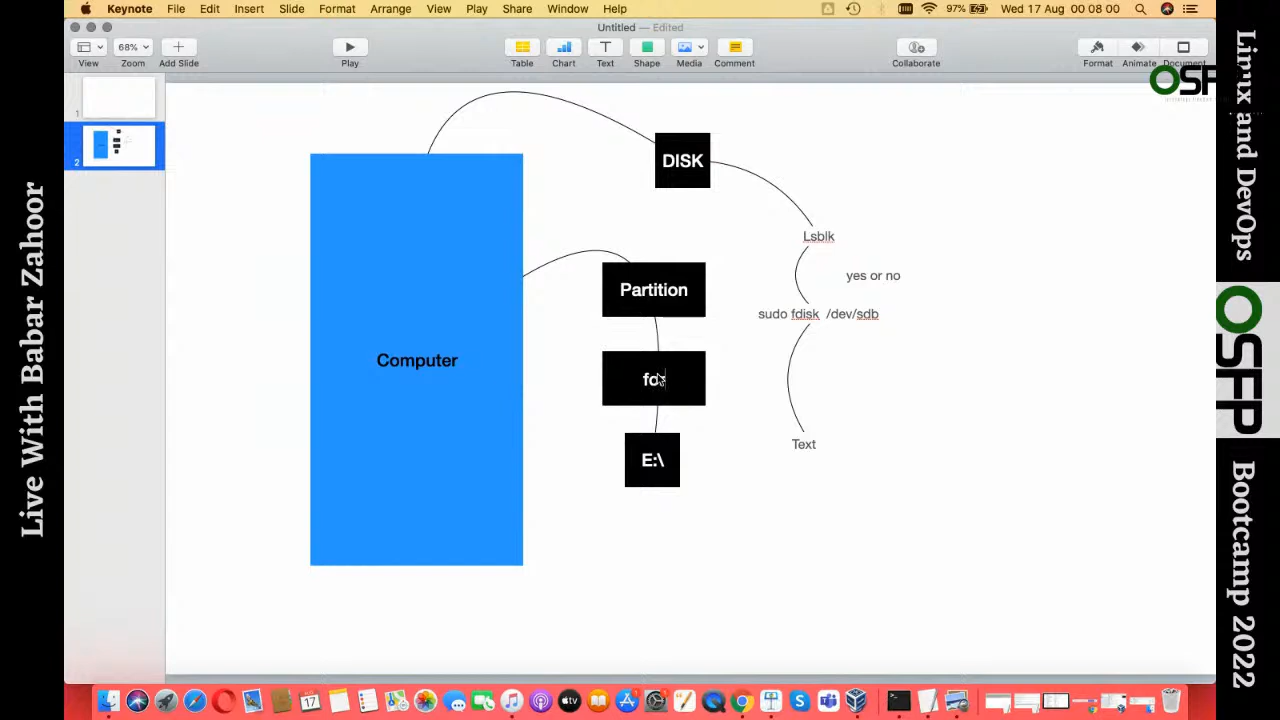 Keynote File Edit Insert Slide Format Arrange View Play Share Window Help 97% Wed 17 Aug 00 08 00
Untitled — Edited
68%
View Zoom Add Slide Play Table Chart Text Shape Media Comment Collaborate Format Animate Document
1
2
DISK
Lsblk
yes or no
Partition
sudo fdisk /dev/sdb
Computer
E:\
Text
Live With Babar Zahoor
OSFP
Linux and DevOps
OSFP
Bootcamp 2022